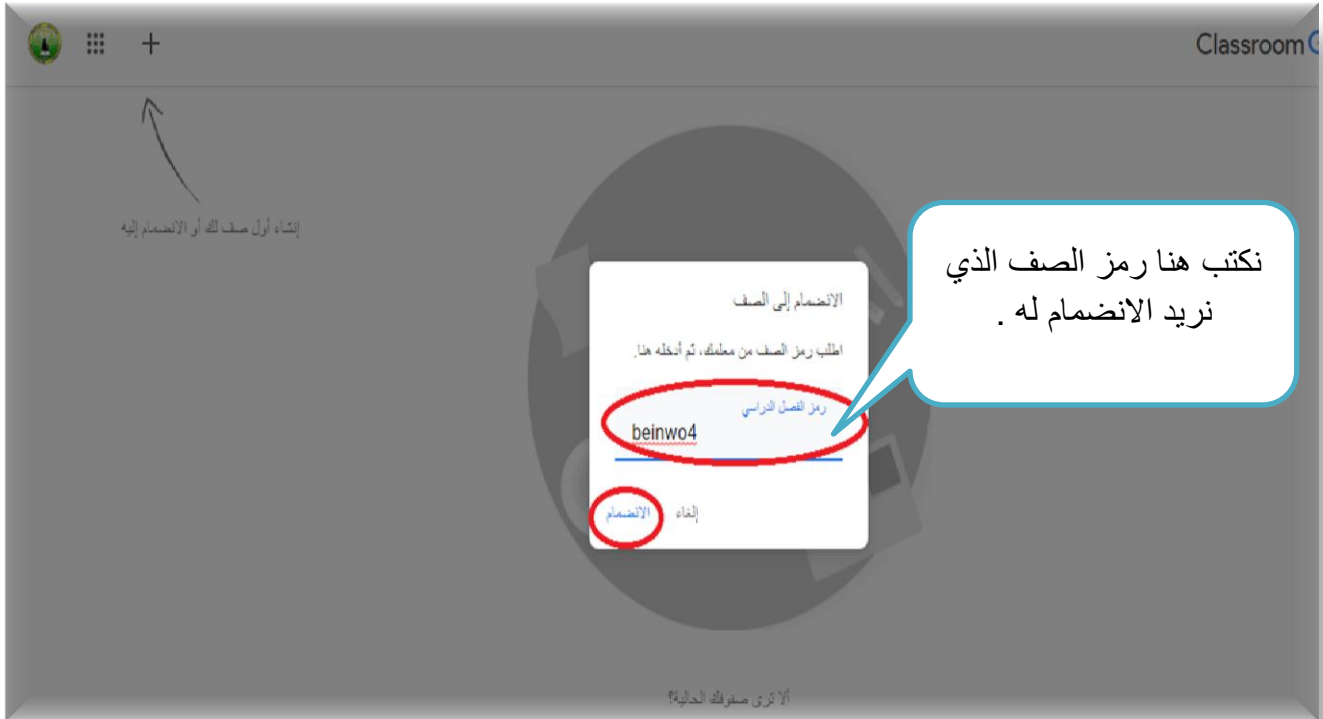 Classroom G
إنشاء أول صف لك أو الانضمام إليه
نكتب هنا رمز الصف الذي
نريد الانضمام له .
الانضمام إلى الصف
اطلب رمز الصف من معلمك، ثم أدخله هنا.
رمز الفصل الدراسي
beinwo4
إلغاء
الانضمام
ألا ترى صفوفك الحالية؟